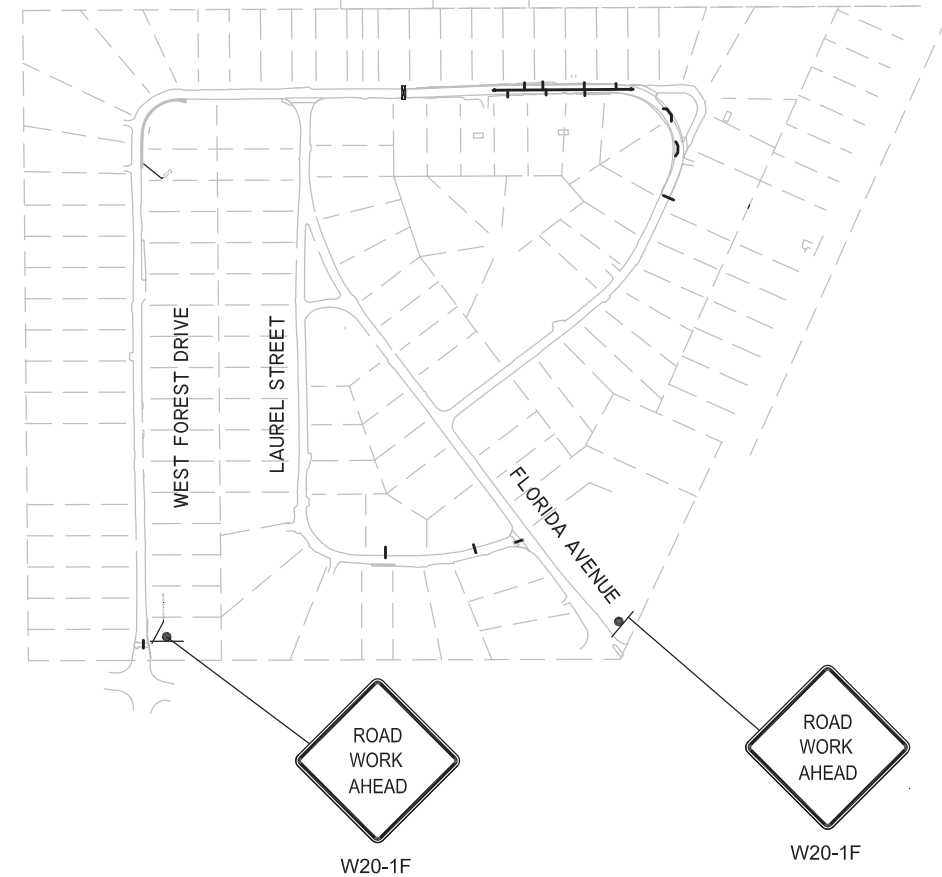 WEST FOREST DRIVE
LAUREL STREET
FLORIDA AVENUE
ROAD
WORK
AHEAD
W20-1F
ROAD
WORK
AHEAD
W20-1F